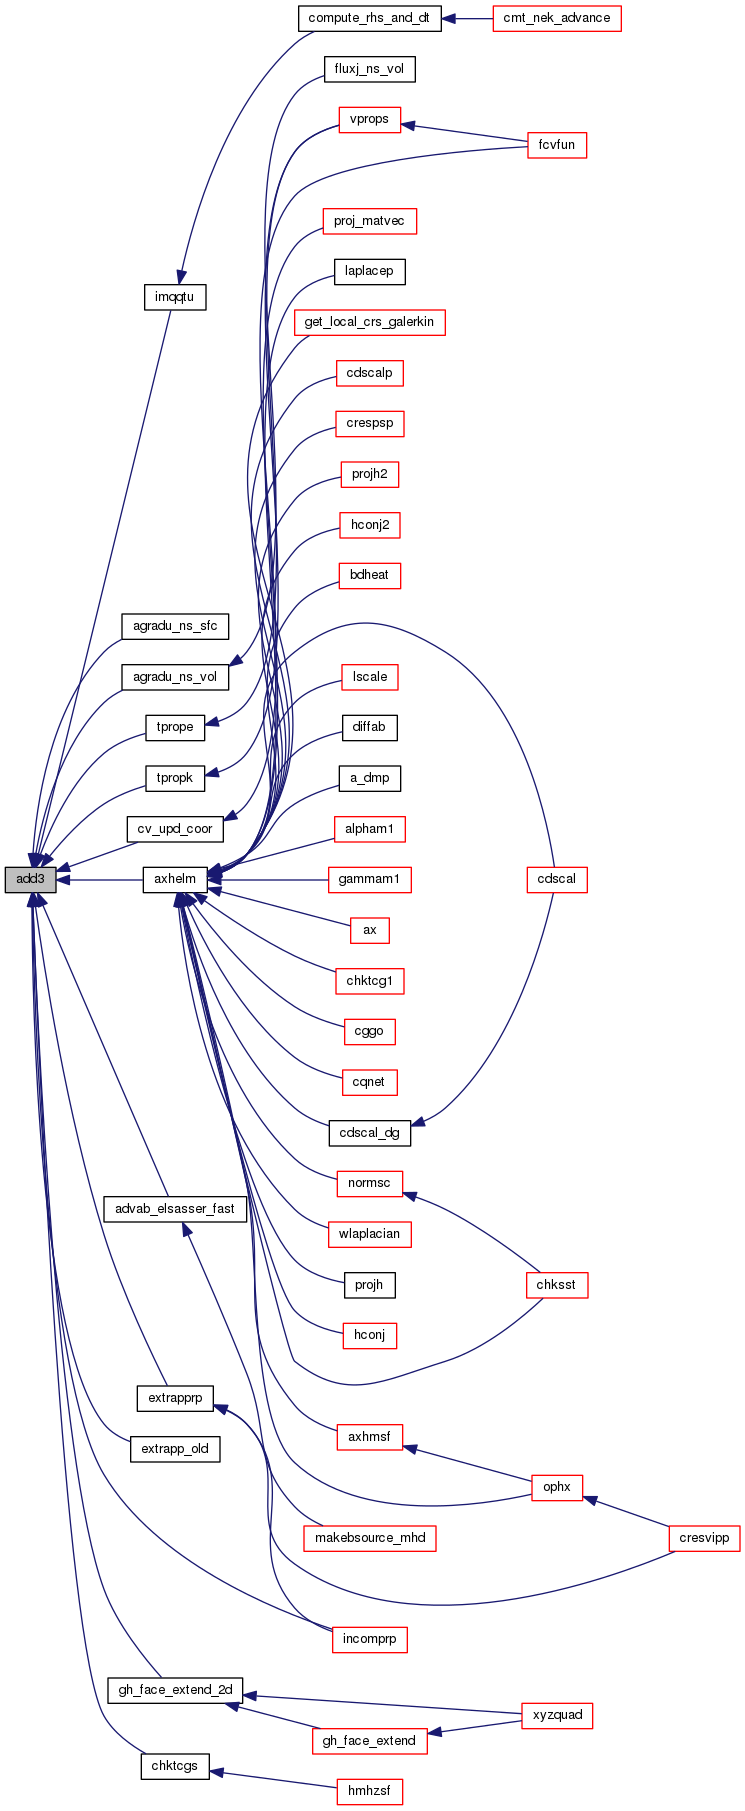 compute_rhs_and_dt
cmt_nek_advance
fluxj_ns_vol
vprops
fcvfun
proj_matvec
laplacep
imqqtu
get_local_crs_galerkin
cdscalp
crespsp
projh2
hconj2
bdheat
agradu_ns_sfc
agradu_ns_vol
lscale
tprope
diffab
tpropk
a_dmp
cv_upd_coor
alpham1
add3
axhelm
gammam1
cdscal
ax
chktcg1
cggo
cqnet
cdscal_dg
normsc
advab_elsasser_fast
wlaplacian
projh
chksst
hconj
extrapprp
axhmsf
extrapp_old
ophx
makebsource_mhd
cresvipp
incomprp
gh_face_extend_2d
xyzquad
gh_face_extend
chktcgs
hmhzsf